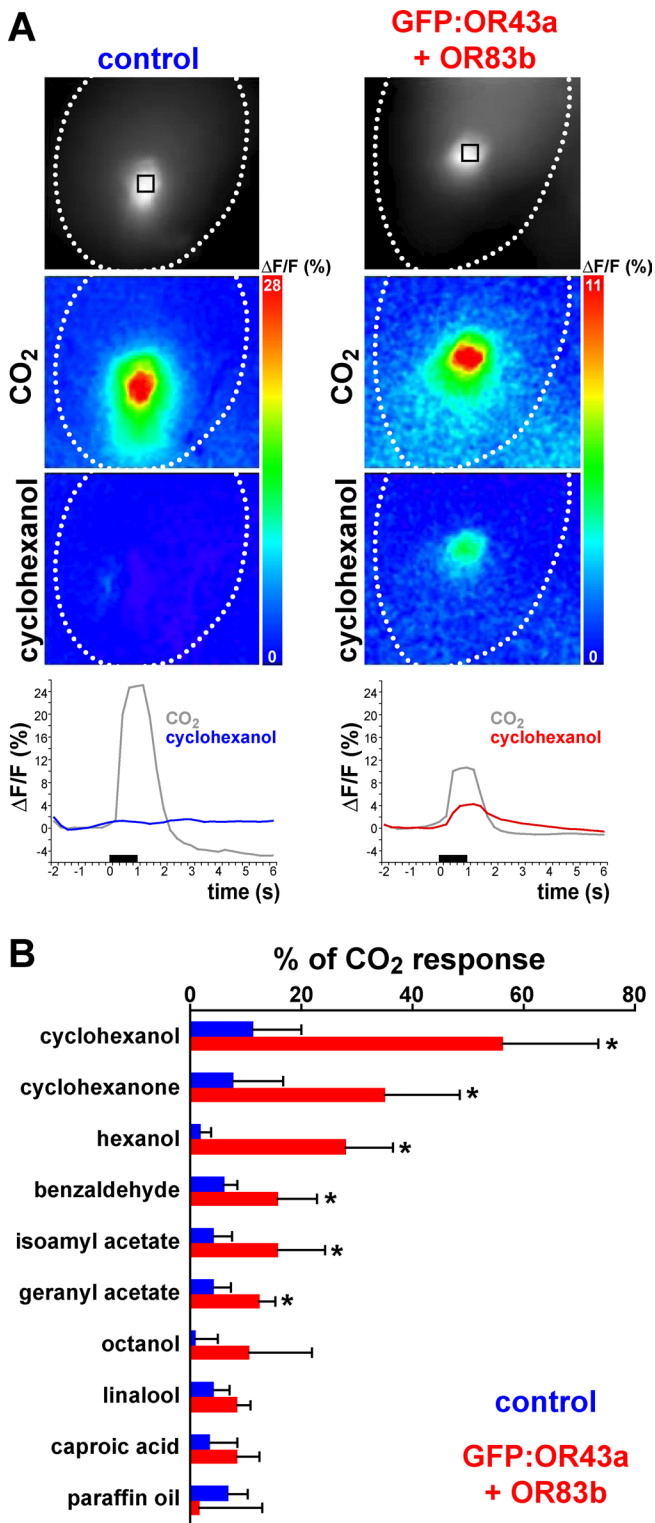 A
control
GFP:OR43a
+ OR83b
ΔF/F (%)
ΔF/F (%)
28
11
CO2
CO2
cyclohexanol
cyclohexanol
0
0
24
20
16
12
8
4
0
-4
ΔF/F (%)
CO2
cyclohexanol
-2 -1 0 1 2 3 4 5 6
time (s)
24
20
16
12
8
4
0
-4
ΔF/F (%)
CO2
cyclohexanol
-2 -1 0 1 2 3 4 5 6
time (s)
B
% of CO2 response
0 20 40 60 80
cyclohexanol *
cyclohexanone *
hexanol *
benzaldehyde *
isoamyl acetate *
geranyl acetate *
octanol
linalool
caproic acid
paraffin oil
control
GFP:OR43a
+ OR83b